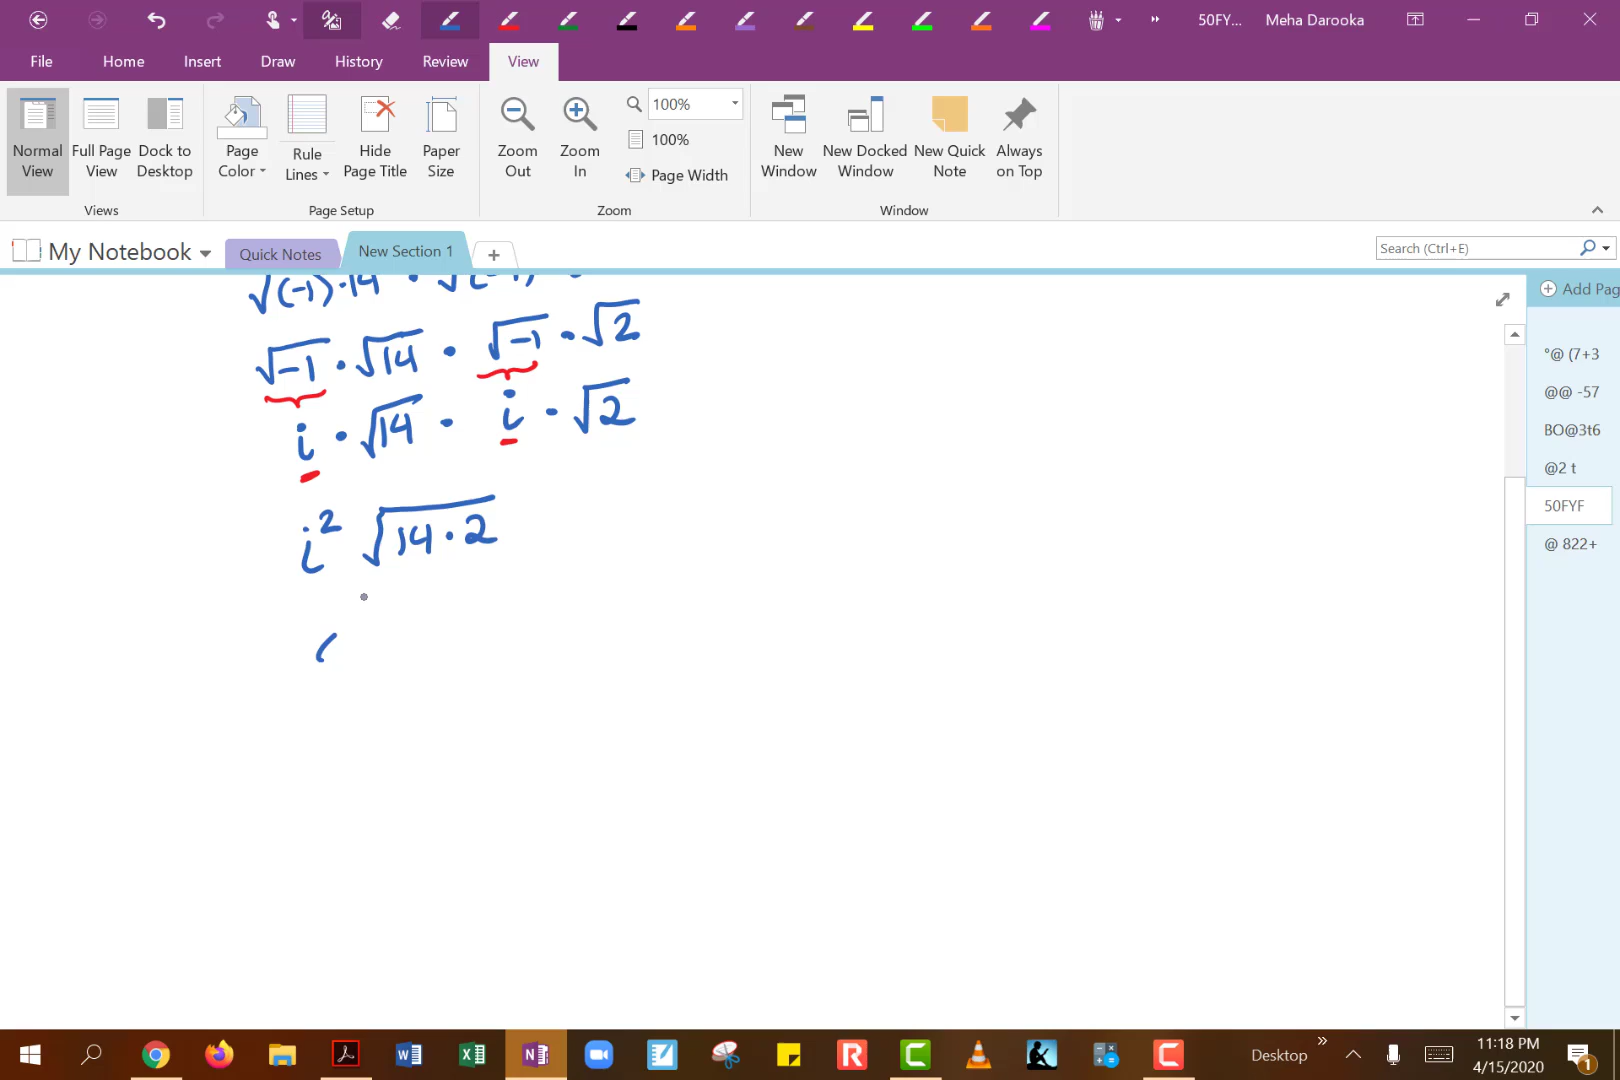 50FY... Meha Darooka
File Home Insert Draw History Review View
100%
100%
Page Width
Normal View
Full Page View
Dock to Desktop
Page Color
Rule Lines
Hide Page Title
Paper Size
Zoom Out
Zoom In
New Window
New Docked Window
New Quick Note
Always on Top
Views Page Setup Zoom Window
My Notebook Quick Notes New Section 1 + Search (Ctrl+E)
Add Pag
°@ (7+3
@@ -57
BO@3t6
@2 t
50FYF
@ 822+
√(-1)·14 · √(-1)
√-1 · √14 · √-1 · √2
i · √14 · i · √2
i² √14·2
(
Desktop
11:18 PM
4/15/2020
1